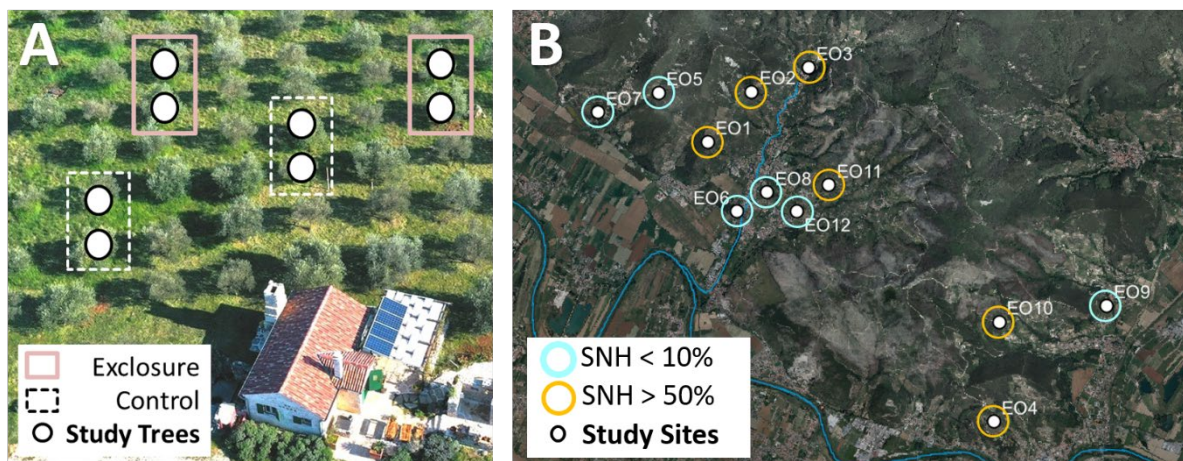 A
Exclosure
Control
Study Trees
B
EO3
EO5
EO2
EO7
EO1
EO11
EO8
EO6
EO12
EO9
EO10
EO4
SNH < 10%
SNH > 50%
Study Sites